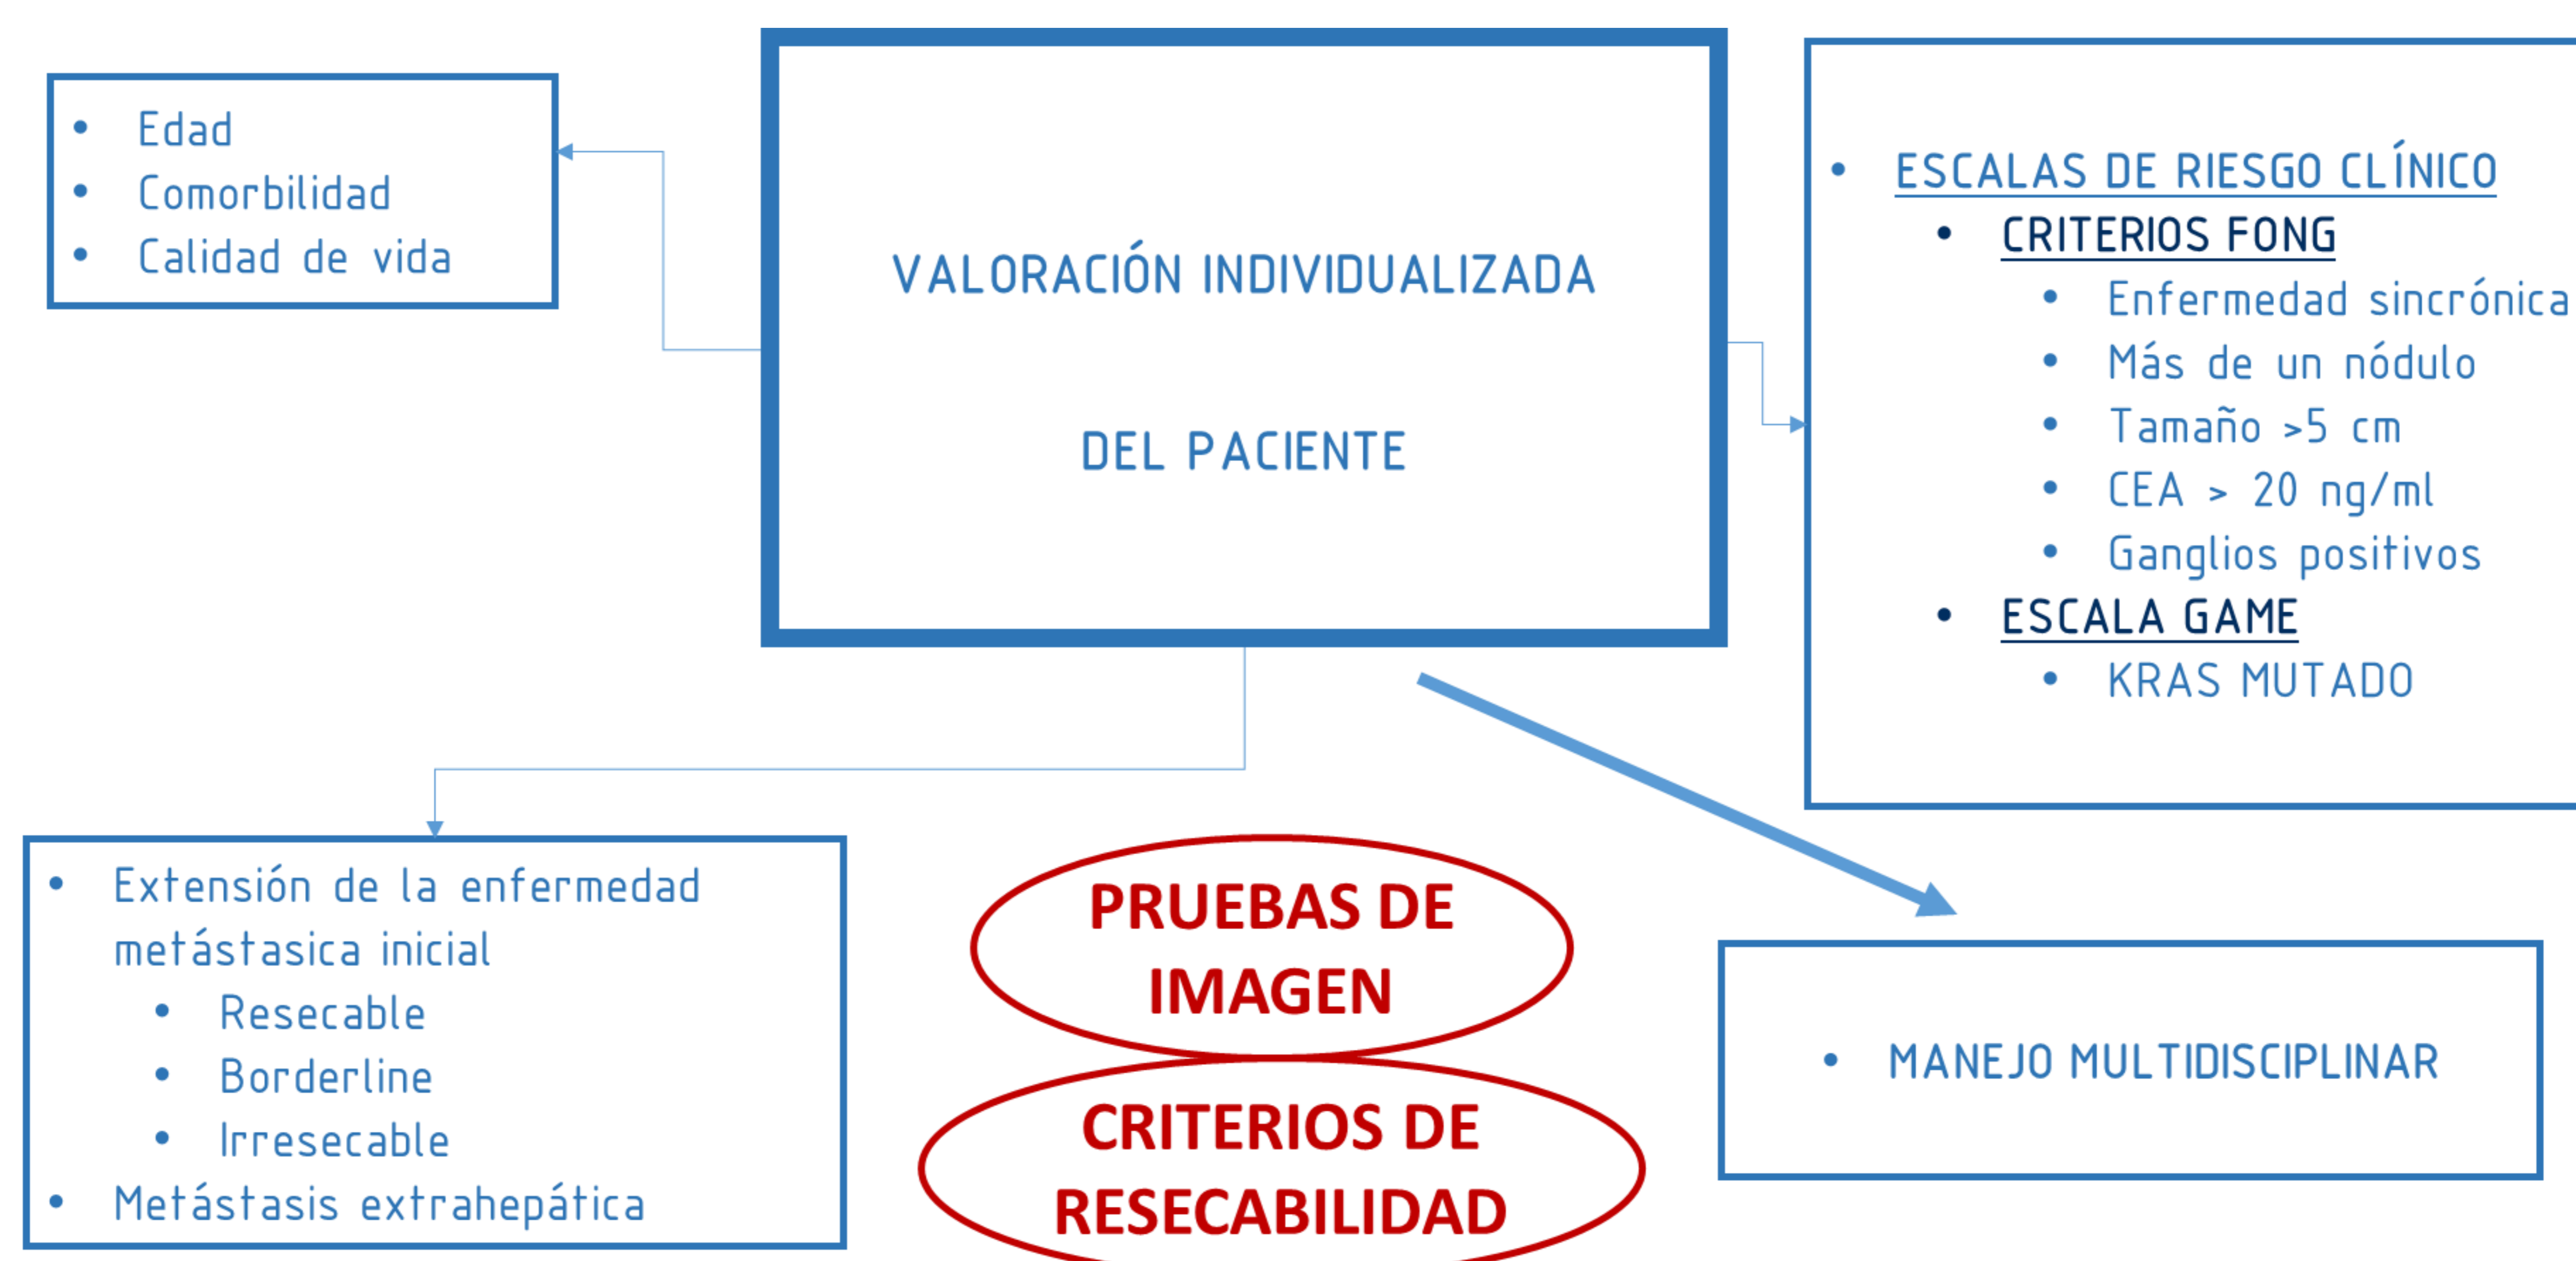 • Edad
• Comorbilidad
• Calidad de vida
VALORACIÓN INDIVIDUALIZADA
DEL PACIENTE
• ESCALAS DE RIESGO CLÍNICO
• CRITERIOS FONG
• Enfermedad sincrónica
• Más de un nódulo
• Tamaño >5 cm
• CEA > 20 ng/ml
• Ganglios positivos
• ESCALA GAME
• KRAS MUTADO
• Extensión de la enfermedad
metástasica inicial
• Resecable
• Borderline
• Irresecable
• Metástasis extrahepática
PRUEBAS DE
IMAGEN
CRITERIOS DE
RESECABILIDAD
• MANEJO MULTIDISCIPLINAR